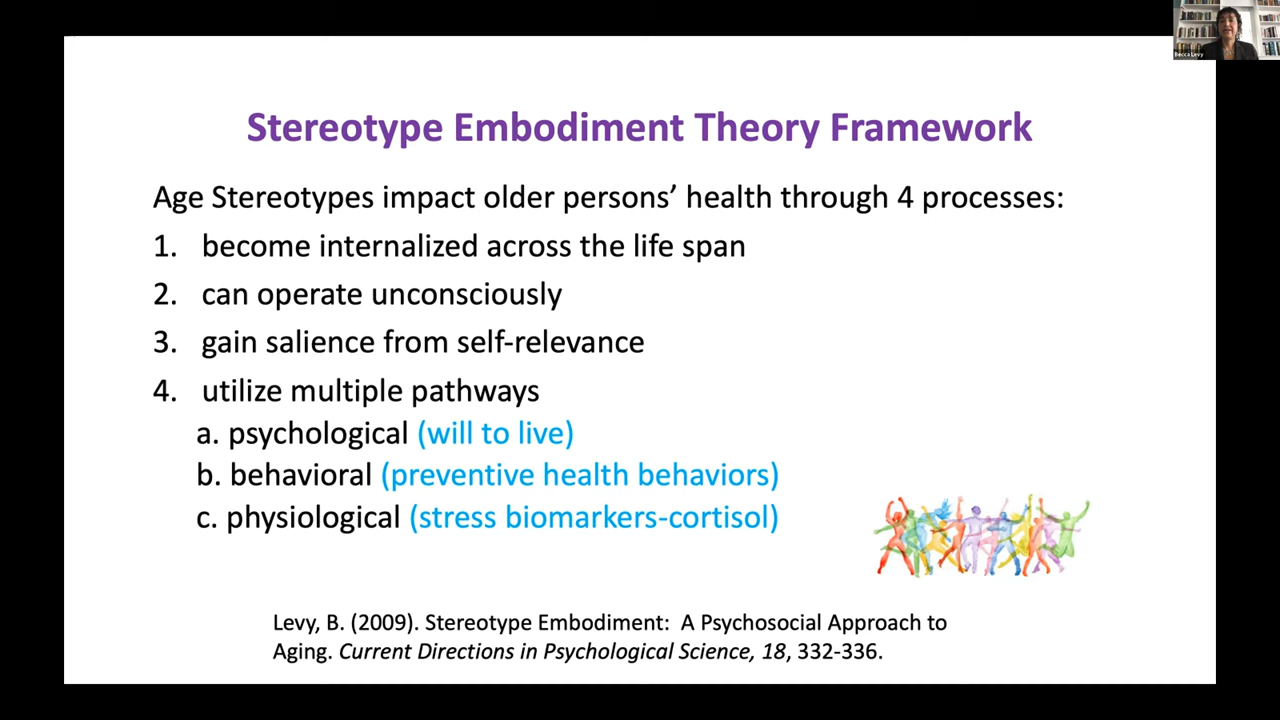 Becca Levy
Stereotype Embodiment Theory Framework
Age Stereotypes impact older persons’ health through 4 processes:
1. become internalized across the life span
2. can operate unconsciously
3. gain salience from self-relevance
4. utilize multiple pathways
a. psychological (will to live)
b. behavioral (preventive health behaviors)
c. physiological (stress biomarkers-cortisol)
Levy, B. (2009). Stereotype Embodiment: A Psychosocial Approach to
Aging. Current Directions in Psychological Science, 18, 332-336.